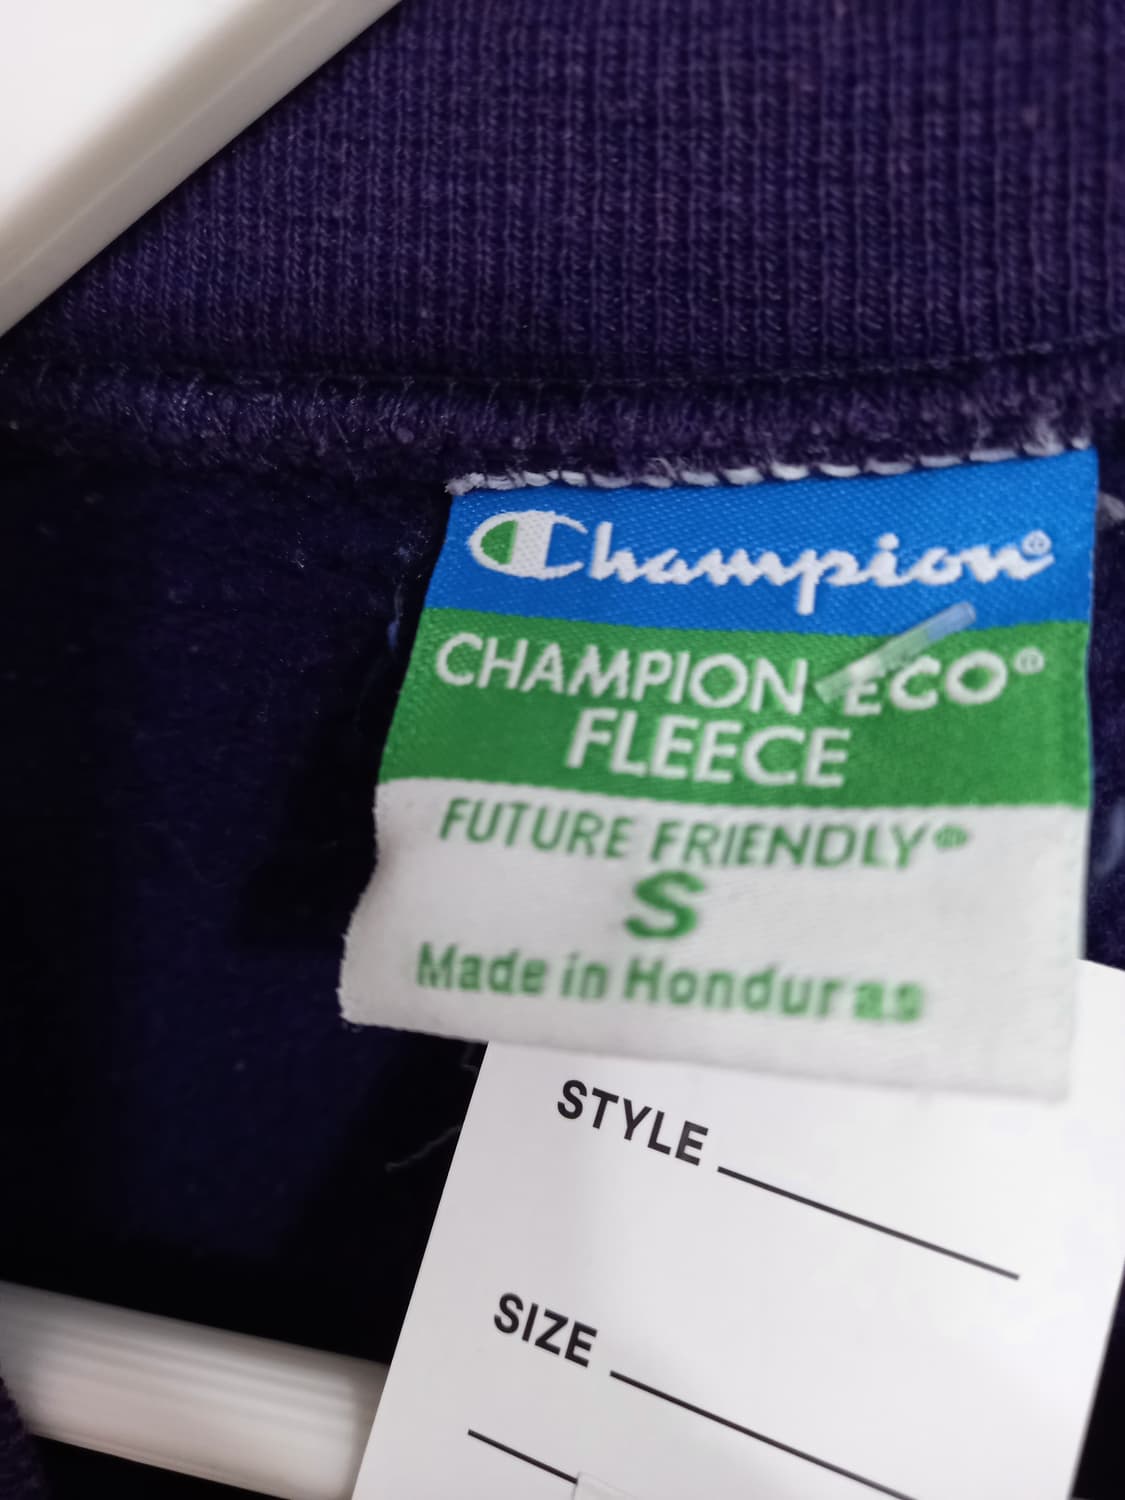 Champion®
CHAMPION ECO®
FLEECE
FUTURE FRIENDLY®
S
Made in Honduras
STYLE
SIZE